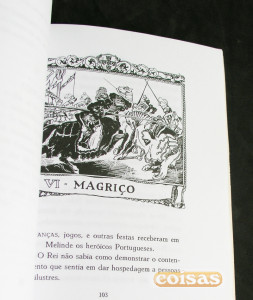 VI - MAGRIÇO
ANÇAS, jogos, e outras festas receberam em
Melinde os heróicos Portugueses.
O Rei não sabia como demonstrar o conten-
ento que sentia em dar hospedagem a pessoas
ilustres.
103
coisas